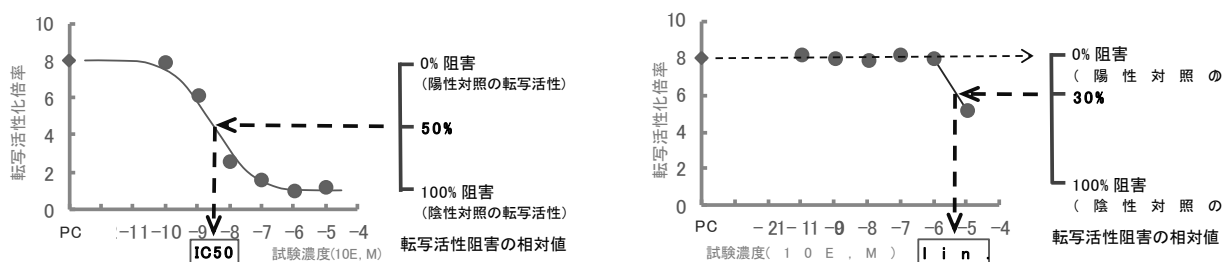 10
8
6
4
2
0
転写活性化倍率
PC
-11 -10 -9 -8 -7 -6 -5 -4
IC50
試験濃度(10E, M)
0% 阻害
(陽性対照の転写活性)
50%
100% 阻害
(陰性対照の転写活性)
転写活性阻害の相対値
10
8
6
4
2
0
転写活性化倍率
PC
-21 -11 -9 -8 -7 -6 -5 -4
試験濃度( 10E, M)
lin.
0% 阻害
(陽性対照の
30%
100% 阻害
(陰性対照の
転写活性阻害の相対値